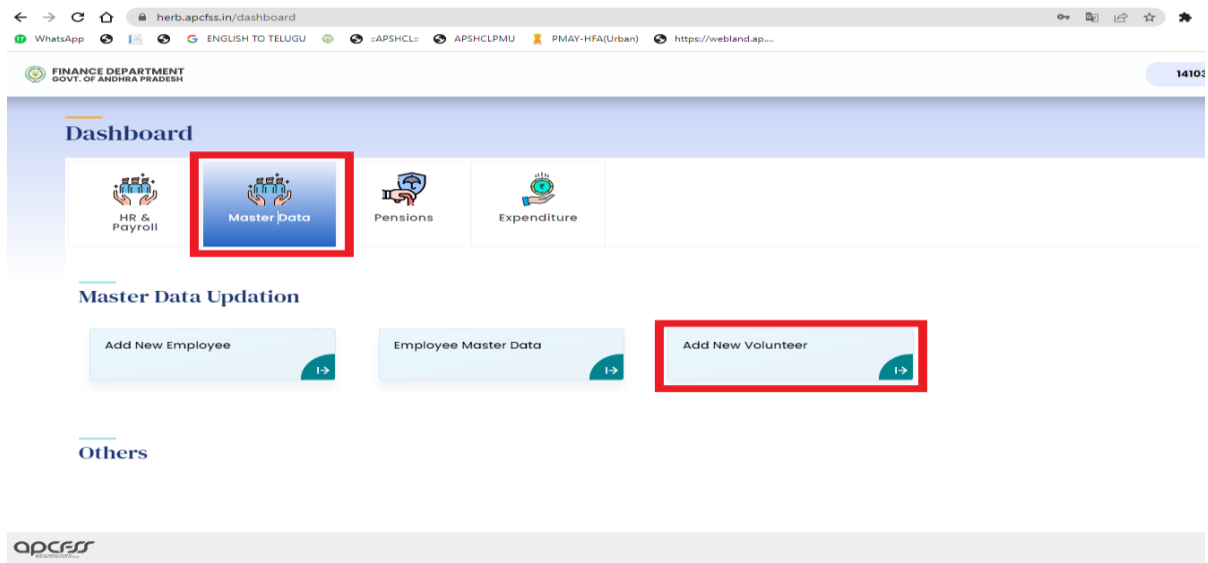 herb.apcfss.in/dashboard
WhatsApp ENGLISH TO TELUGU ::APSHCL:: APSHCLPMU PMAY-HFA(Urban) https://webland.ap....
FINANCE DEPARTMENT
GOVT. OF ANDHRA PRADESH
14103
Dashboard
HR &
Payroll
Master Data
Pensions
Expenditure
Master Data Updation
Add New Employee
Employee Master Data
Add New Volunteer
Others
apcfss